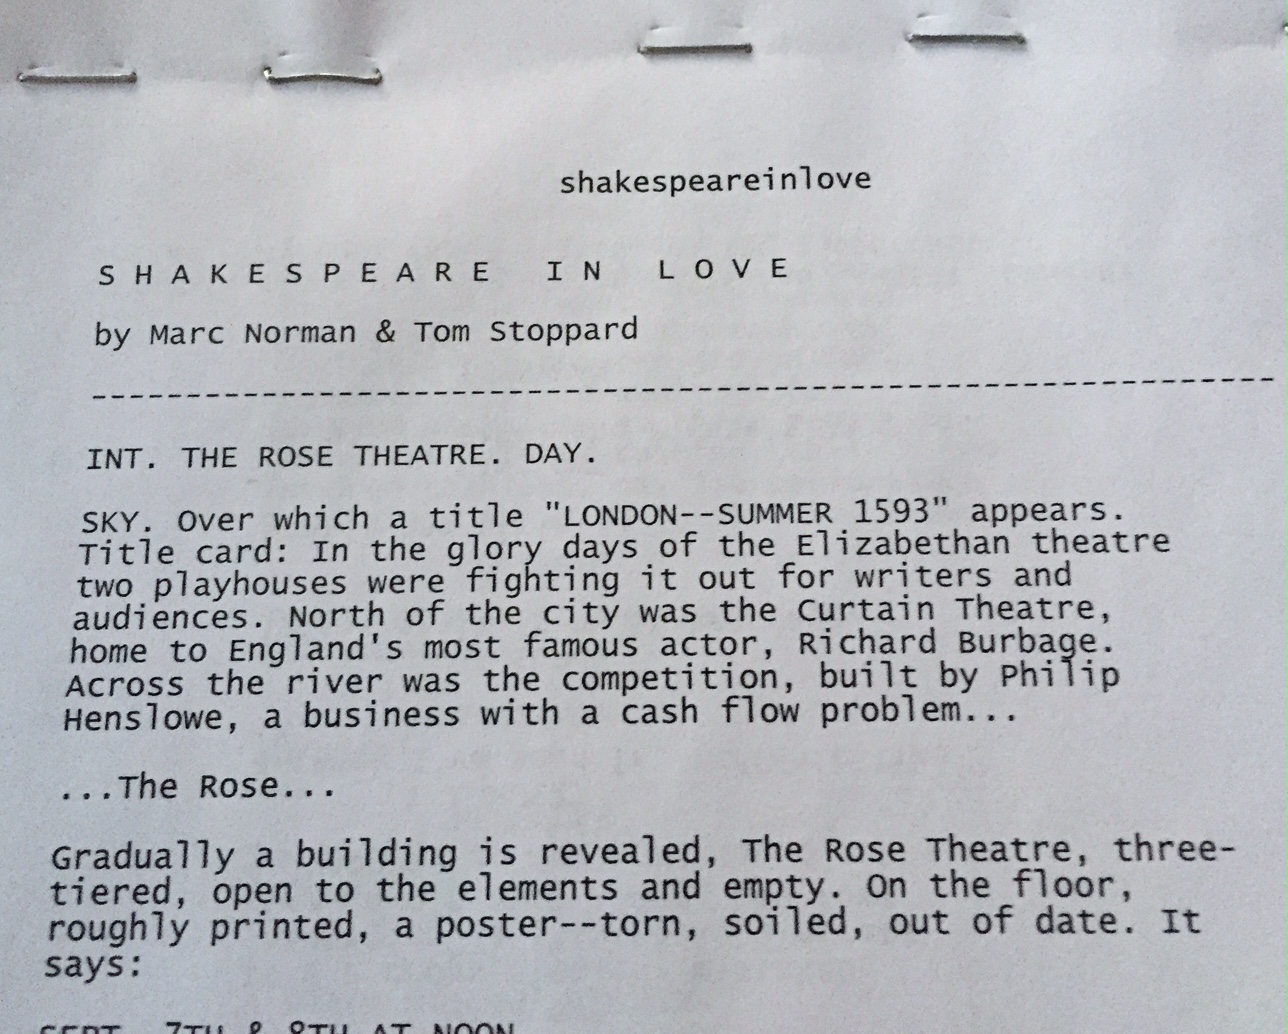 shakespeareinlove
S H A K E S P E A R E  I N  L O V E
by Marc Norman & Tom Stoppard
----------------------------------------------------------------
INT. THE ROSE THEATRE. DAY.
SKY. Over which a title "LONDON--SUMMER 1593" appears.
Title card: In the glory days of the Elizabethan theatre
two playhouses were fighting it out for writers and
audiences. North of the city was the Curtain Theatre,
home to England's most famous actor, Richard Burbage.
Across the river was the competition, built by Philip
Henslowe, a business with a cash flow problem...
...The Rose...
Gradually a building is revealed, The Rose Theatre, three-
tiered, open to the elements and empty. On the floor,
roughly printed, a poster--torn, soiled, out of date. It
says:
SEPT. 7TH & 8TH AT NOON